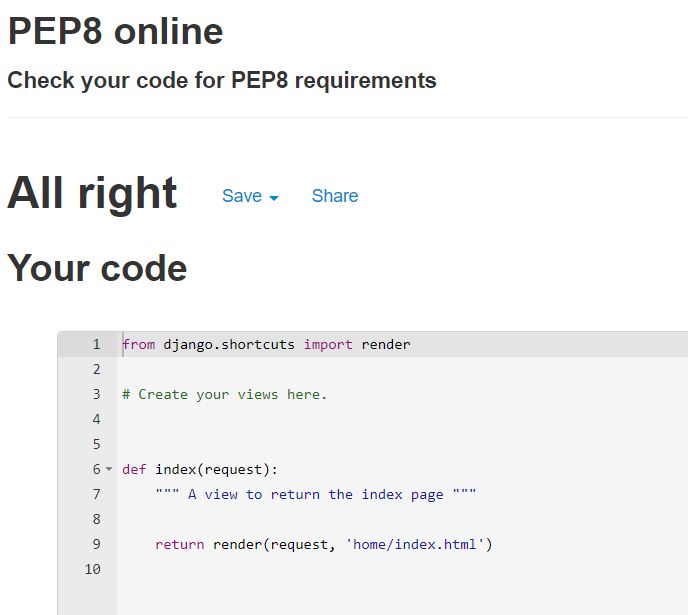 PEP8 online
Check your code for PEP8 requirements
All right Save Share
Your code
1 from django.shortcuts import render
2
3 # Create your views here.
4
5
6 def index(request):
7     """ A view to return the index page """
8
9     return render(request, 'home/index.html')
10